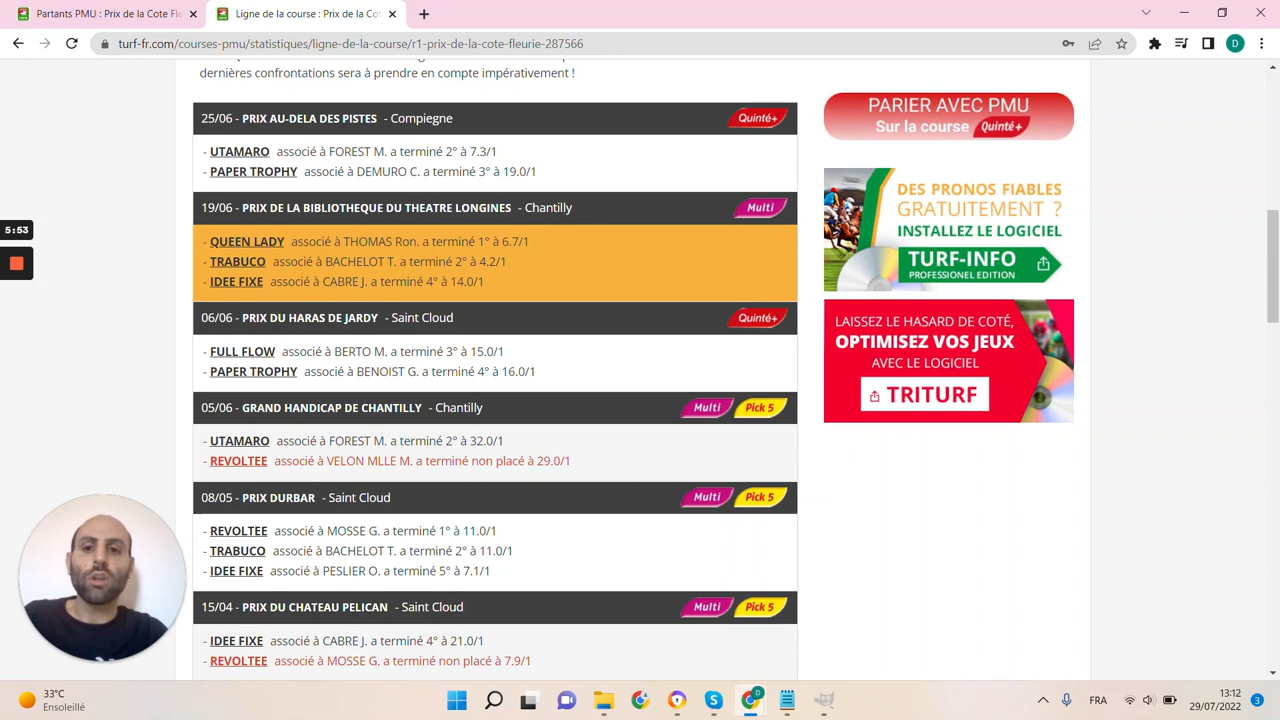 Partants PMU : Prix de la Cote Fle
Ligne de la course : Prix de la Cot
turf-fr.com/courses-pmu/statistiques/ligne-de-la-course/r1-prix-de-la-cote-fleurie-287566
D
dernières confrontations sera à prendre en compte impérativement !
25/06 - PRIX AU-DELA DES PISTES - Compiegne Quinté+
- UTAMARO associé à FOREST M. a terminé 2° à 7.3/1
- PAPER TROPHY associé à DEMURO C. a terminé 3° à 19.0/1
19/06 - PRIX DE LA BIBLIOTHEQUE DU THEATRE LONGINES - Chantilly Multi
- QUEEN LADY associé à THOMAS Ron. a terminé 1° à 6.7/1
- TRABUCO associé à BACHELOT T. a terminé 2° à 4.2/1
- IDEE FIXE associé à CABRE J. a terminé 4° à 14.0/1
06/06 - PRIX DU HARAS DE JARDY - Saint Cloud Quinté+
- FULL FLOW associé à BERTO M. a terminé 3° à 15.0/1
- PAPER TROPHY associé à BENOIST G. a terminé 4° à 16.0/1
05/06 - GRAND HANDICAP DE CHANTILLY - Chantilly Multi Pick 5
- UTAMARO associé à FOREST M. a terminé 2° à 32.0/1
- REVOLTEE associé à VELON MLLE M. a terminé non placé à 29.0/1
08/05 - PRIX DURBAR - Saint Cloud Multi Pick 5
- REVOLTEE associé à MOSSE G. a terminé 1° à 11.0/1
- TRABUCO associé à BACHELOT T. a terminé 2° à 11.0/1
- IDEE FIXE associé à PESLIER O. a terminé 5° à 7.1/1
15/04 - PRIX DU CHATEAU PELICAN - Saint Cloud Multi Pick 5
- IDEE FIXE associé à CABRE J. a terminé 4° à 21.0/1
- REVOLTEE associé à MOSSE G. a terminé non placé à 7.9/1
PARIER AVEC PMU
Sur la course Quinté+
DES PRONOS FIABLES
GRATUITEMENT ?
INSTALLEZ LE LOGICIEL
TURF-INFO
PROFESSIONEL EDITION
LAISSEZ LE HASARD DE COTÉ,
OPTIMISEZ VOS JEUX
AVEC LE LOGICIEL
TRITURF
5:53
33°C
Ensoleillé
D
FRA
13:12
29/07/2022
3